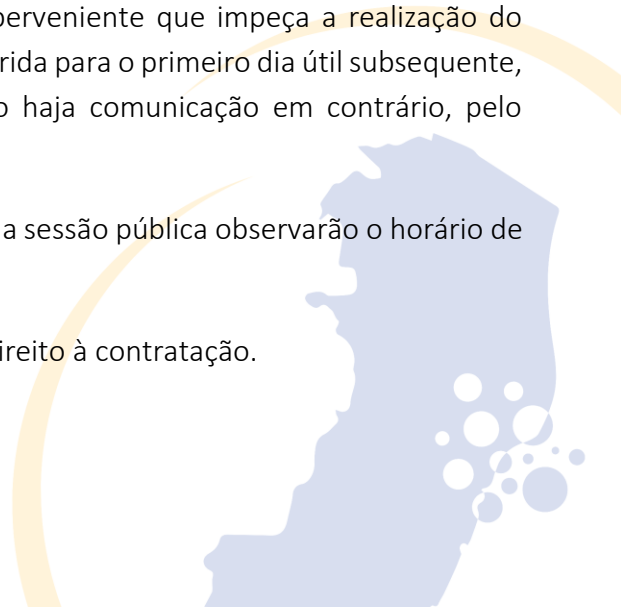 perveniente que impeça a realização do
rida para o primeiro dia útil subsequente,
o haja comunicação em contrário, pelo
a sessão pública observarão o horário de
ireito à contratação.